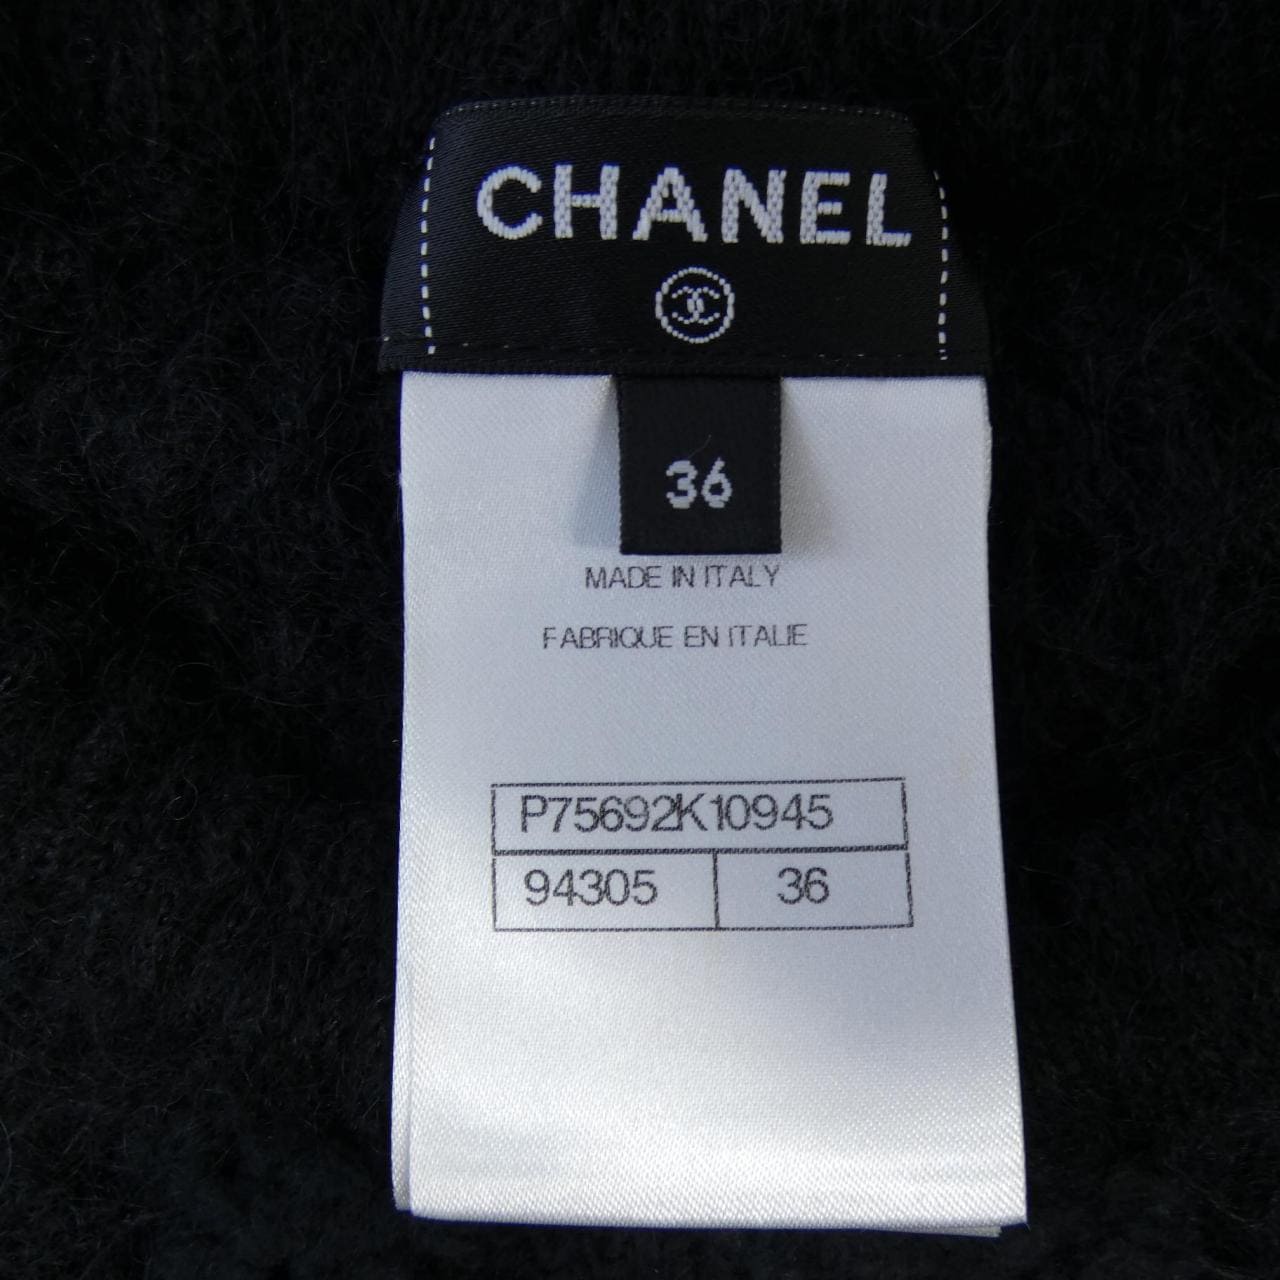 CHANEL
36
MADE IN ITALY
FABRIQUE EN ITALIE
P75692K10945
94305 36